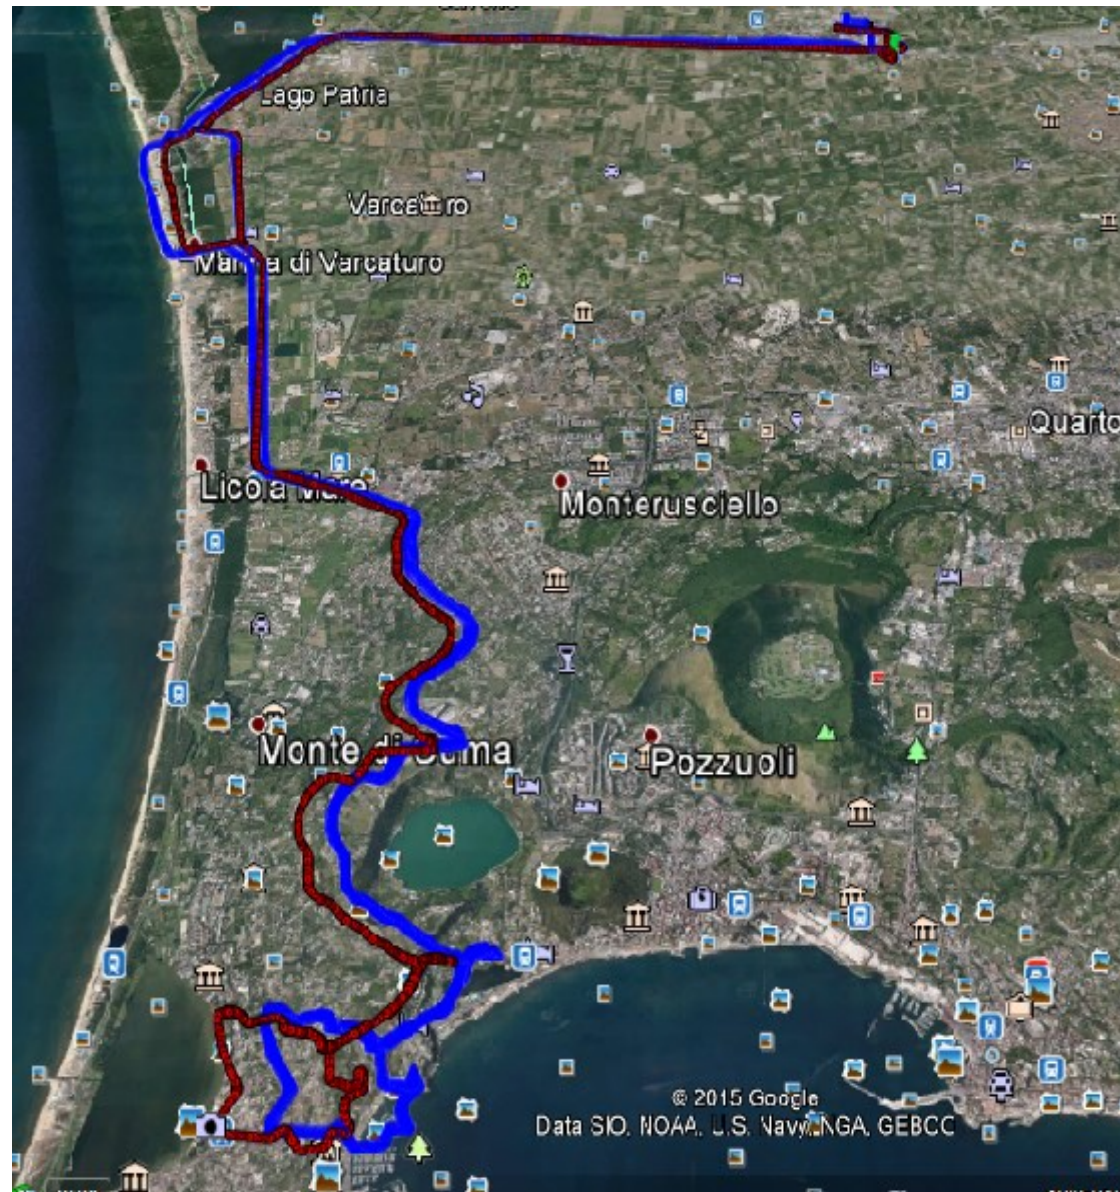 Lago Patria
Varcaturo
Marina di Varcaturo
Quarto
Licola Mare
Monterusciello
Monte di Cuma
Pozzuoli
© 2015 Google
Data SIO, NOAA, U.S. Navy, NGA, GEBCO